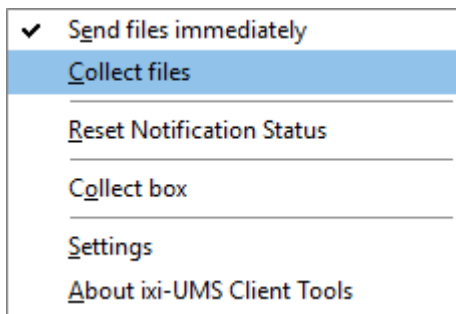 Send files immediately
Collect files
Reset Notification Status
Collect box
Settings
About ixi-UMS Client Tools